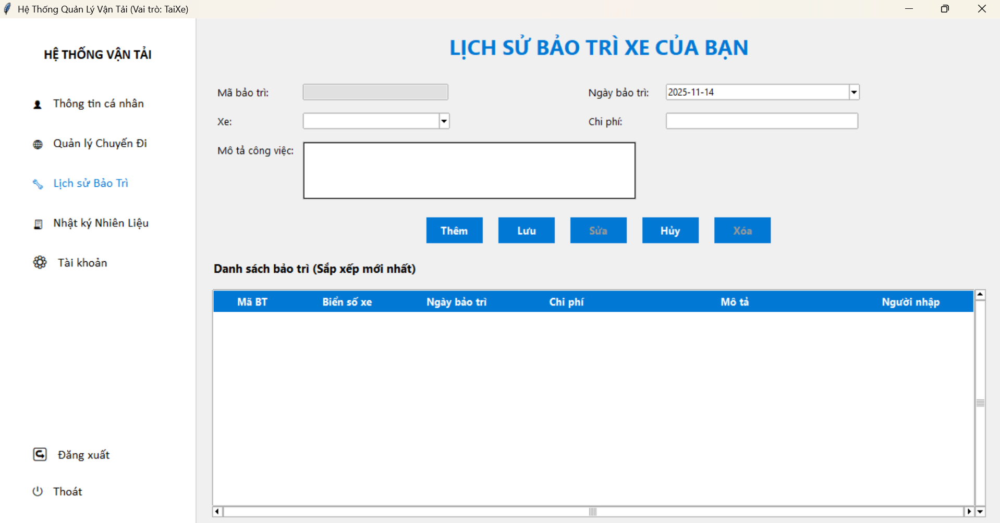 Hệ Thống Quản Lý Vận Tải (Vai trò: TaiXe)
HỆ THỐNG VẬN TẢI
Thông tin cá nhân
Quản lý Chuyến Đi
Lịch sử Bảo Trì
Nhật ký Nhiên Liệu
Tài khoản
Đăng xuất
Thoát
LỊCH SỬ BẢO TRÌ XE CỦA BẠN
Mã bảo trì:
Ngày bảo trì: 2025-11-14
Xe:
Chi phí:
Mô tả công việc:
Thêm Lưu Sửa Hủy Xóa
Danh sách bảo trì (Sắp xếp mới nhất)
Mã BT Biển số xe Ngày bảo trì Chi phí Mô tả Người nhập